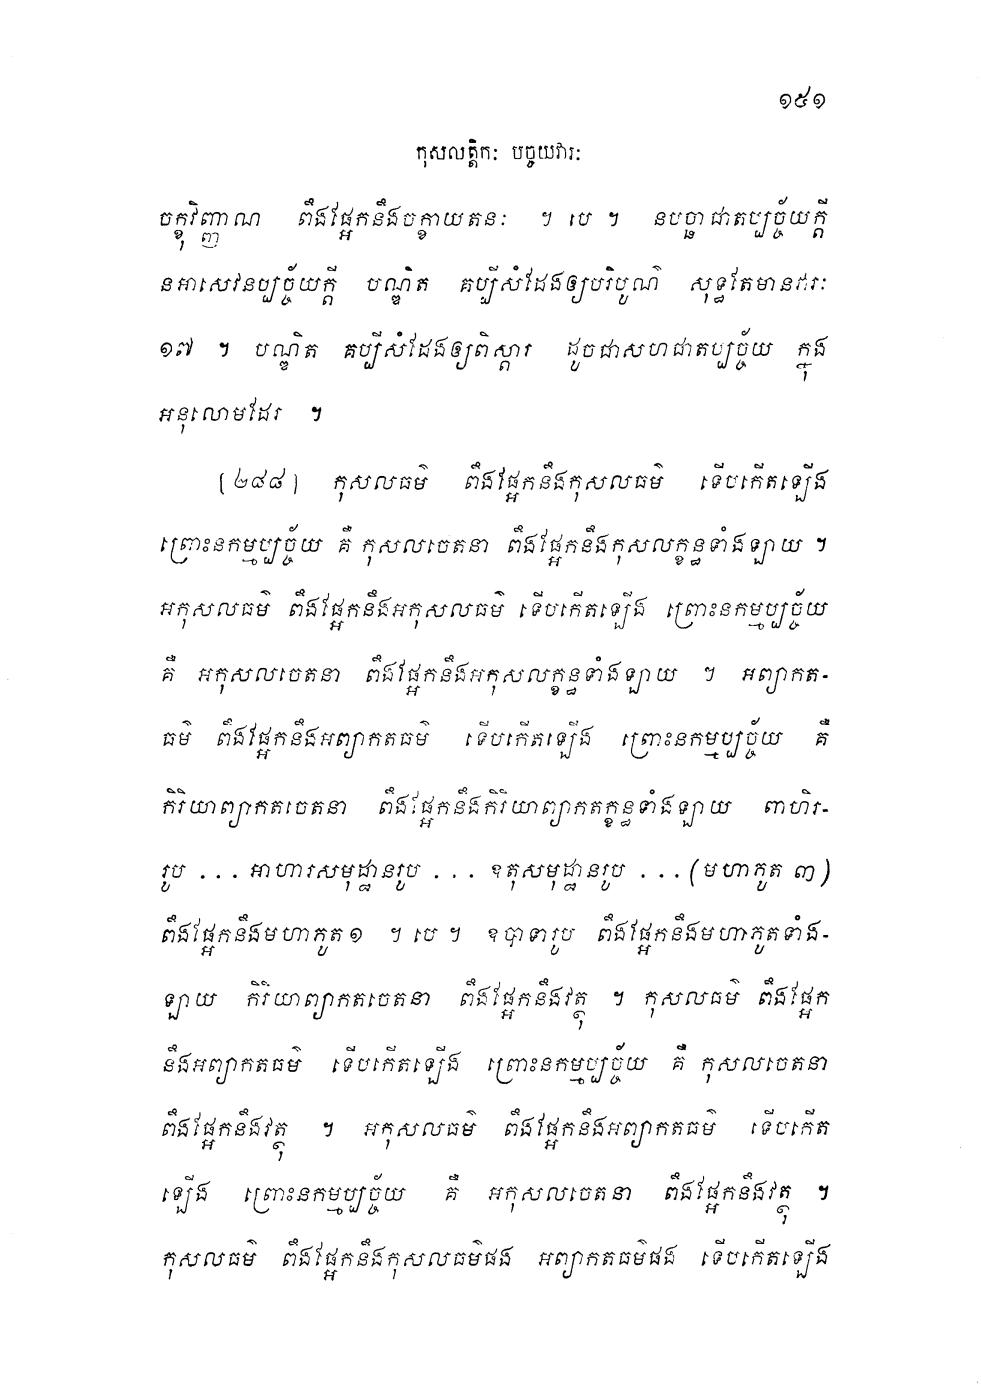 ១៥១
កុសលត្តិកៈ បច្ចយវារៈ
ចក្ខុវិញ្ញាណ ពឹងផ្អែកនឹងចក្ខាយតនៈ ។ បេ ។ នបច្ឆាជាតប្បច្ច័យក្តី
នអាសេវនប្បច្ច័យក្តី បណ្ឌិត គប្បីសំដែងឲ្យបរិបូណ៌ សុទ្ធតែមានវារៈ
១៧ ។ បណ្ឌិត គប្បីសំដែងឲ្យពិស្តារ ដូចជាសហជាតប្បច្ច័យ ក្នុង
អនុលោមដែរ ។
(២៨៨) កុសលធម៌ ពឹងផ្អែកនឹងកុសលធម៌ ទើបកើតឡើង
ព្រោះនកម្មប្បច្ច័យ គឺ កុសលចេតនា ពឹងផ្អែកនឹងកុសលក្ខន្ធទាំងឡាយ ។
អកុសលធម៌ ពឹងផ្អែកនឹងអកុសលធម៌ ទើបកើតឡើង ព្រោះនកម្មប្បច្ច័យ
គឺ អកុសលចេតនា ពឹងផ្អែកនឹងអកុសលក្ខន្ធទាំងឡាយ ។ អព្យាកត-
ធម៌ ពឹងផ្អែកនឹងអព្យាកតធម៌ ទើបកើតឡើង ព្រោះនកម្មប្បច្ច័យ គឺ
កិរិយាព្យាកតចេតនា ពឹងផ្អែកនឹងកិរិយាព្យាកតក្ខន្ធទាំងឡាយ ពាហិរ-
រូប ... អាហារសមុដ្ឋានរូប ... ឧតុសមុដ្ឋានរូប ... (មហាភូត ៣)
ពឹងផ្អែកនឹងមហាភូត១ ។ បេ ។ ឧបាទារូប ពឹងផ្អែកនឹងមហាភូតទាំង-
ឡាយ កិរិយាព្យាកតចេតនា ពឹងផ្អែកនឹងវត្ថុ ។ កុសលធម៌ ពឹងផ្អែក
នឹងអព្យាកតធម៌ ទើបកើតឡើង ព្រោះនកម្មប្បច្ច័យ គឺ កុសលចេតនា
ពឹងផ្អែកនឹងវត្ថុ ។ អកុសលធម៌ ពឹងផ្អែកនឹងអព្យាកតធម៌ ទើបកើត
ឡើង ព្រោះនកម្មប្បច្ច័យ គឺ អកុសលចេតនា ពឹងផ្អែកនឹងវត្ថុ ។
កុសលធម៌ ពឹងផ្អែកនឹងកុសលធម៌ផង អព្យាកតធម៌ផង ទើបកើតឡើង